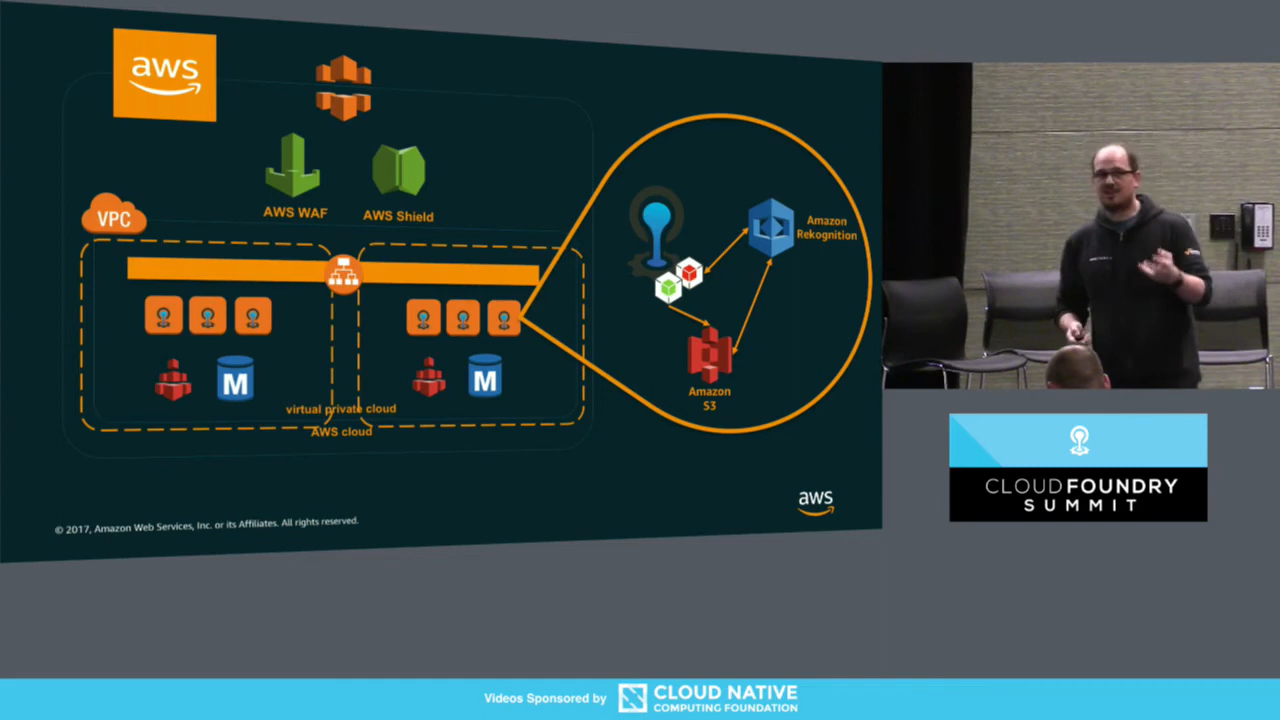 aws
AWS WAF
AWS Shield
VPC
M
M
virtual private cloud
AWS cloud
Amazon
Rekognition
Amazon
S3
aws
© 2017, Amazon Web Services, Inc. or its Affiliates. All rights reserved.
CLOUD FOUNDRY
SUMMIT
Videos Sponsored by
CLOUD NATIVE
COMPUTING FOUNDATION